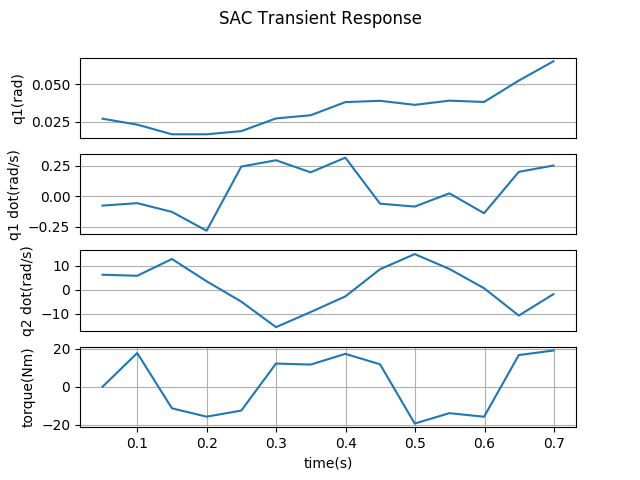 SAC Transient Response
q1(rad)
0.050
0.025
q1 dot(rad/s)
0.25
0.00
−0.25
q2 dot(rad/s)
10
0
−10
torque(Nm)
20
0
−20
0.1 0.2 0.3 0.4 0.5 0.6 0.7
time(s)